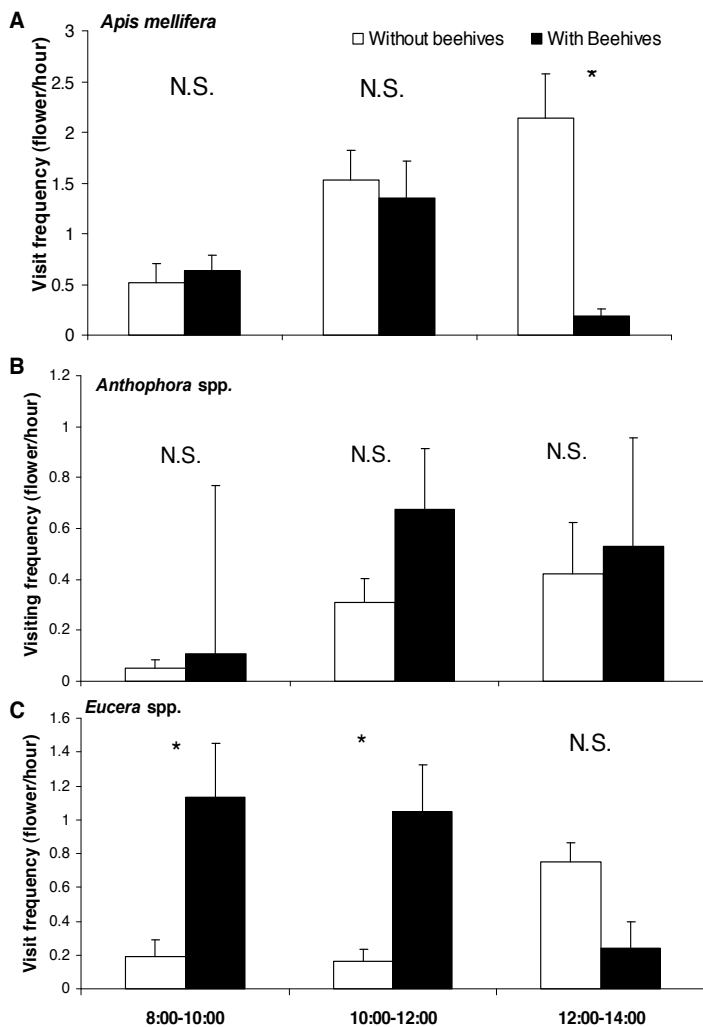 A
Apis mellifera
Without beehives
With Beehives
Visit frequency (flower/hour)
3
2.5
2
1.5
1
0.5
0
N.S.
N.S.
*
B
Anthophora spp.
Visiting frequency (flower/hour)
1.2
1
0.8
0.6
0.4
0.2
0
N.S.
N.S.
N.S.
C
Eucera spp.
Visit frequency (flower/hour)
1.6
1.4
1.2
1
0.8
0.6
0.4
0.2
0
*
*
N.S.
8:00-10:00
10:00-12:00
12:00-14:00